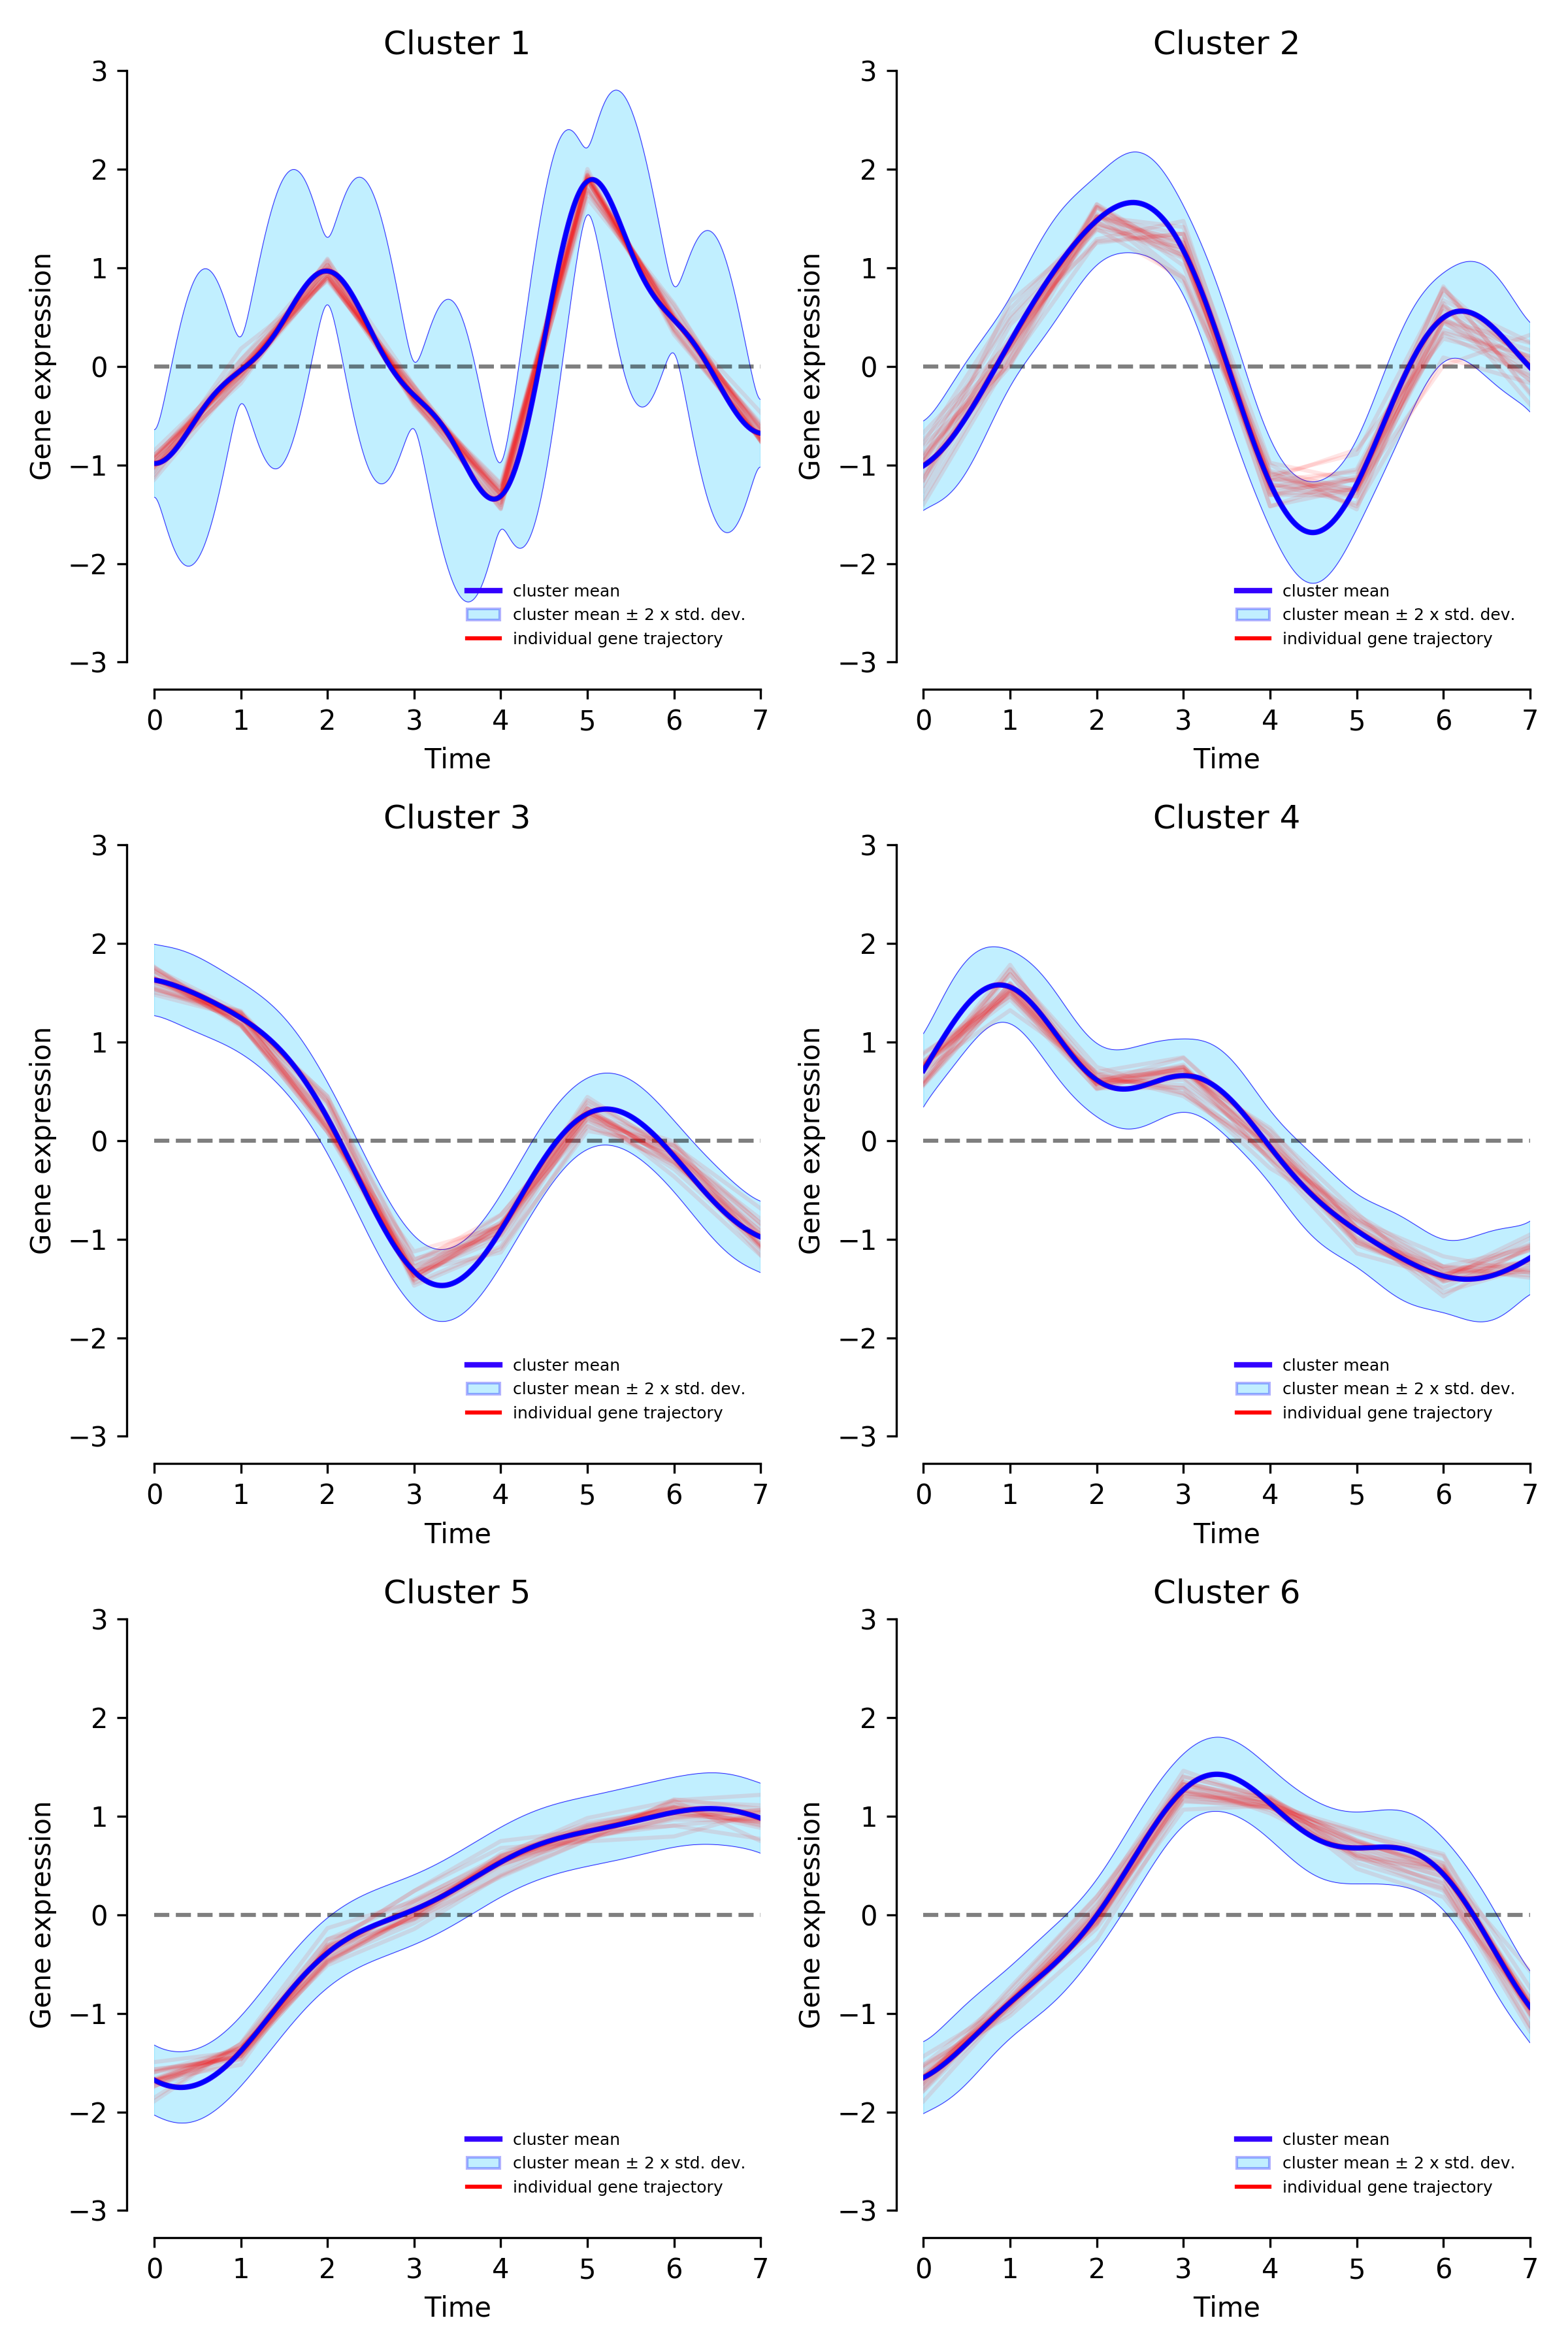 Cluster 1
3
2
1
0
−1
−2
−3
Gene expression
cluster mean
cluster mean ± 2 x std. dev.
individual gene trajectory
0 1 2 3 4 5 6 7
Time
Cluster 2
3
2
1
0
−1
−2
−3
Gene expression
cluster mean
cluster mean ± 2 x std. dev.
individual gene trajectory
0 1 2 3 4 5 6 7
Time
Cluster 3
3
2
1
0
−1
−2
−3
Gene expression
cluster mean
cluster mean ± 2 x std. dev.
individual gene trajectory
0 1 2 3 4 5 6 7
Time
Cluster 4
3
2
1
0
−1
−2
−3
Gene expression
cluster mean
cluster mean ± 2 x std. dev.
individual gene trajectory
0 1 2 3 4 5 6 7
Time
Cluster 5
3
2
1
0
−1
−2
−3
Gene expression
cluster mean
cluster mean ± 2 x std. dev.
individual gene trajectory
0 1 2 3 4 5 6 7
Time
Cluster 6
3
2
1
0
−1
−2
−3
Gene expression
cluster mean
cluster mean ± 2 x std. dev.
individual gene trajectory
0 1 2 3 4 5 6 7
Time